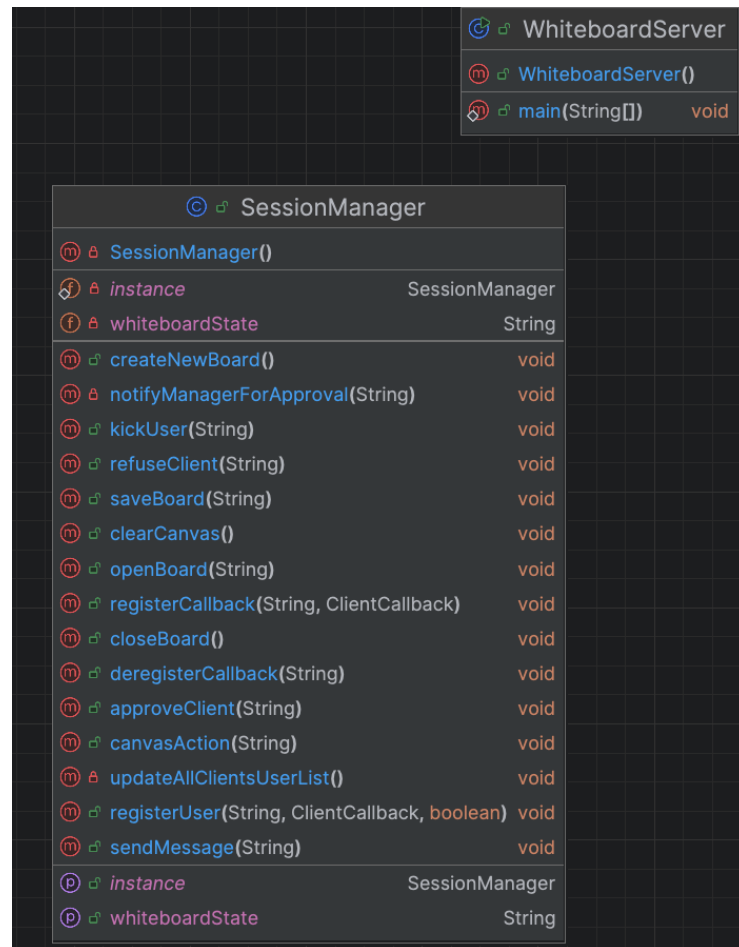 WhiteboardServer
WhiteboardServer()
main(String[]) void
SessionManager
SessionManager()
instance SessionManager
whiteboardState String
createNewBoard() void
notifyManagerForApproval(String) void
kickUser(String) void
refuseClient(String) void
saveBoard(String) void
clearCanvas() void
openBoard(String) void
registerCallback(String, ClientCallback) void
closeBoard() void
deregisterCallback(String) void
approveClient(String) void
canvasAction(String) void
updateAllClientsUserList() void
registerUser(String, ClientCallback, boolean) void
sendMessage(String) void
instance SessionManager
whiteboardState String